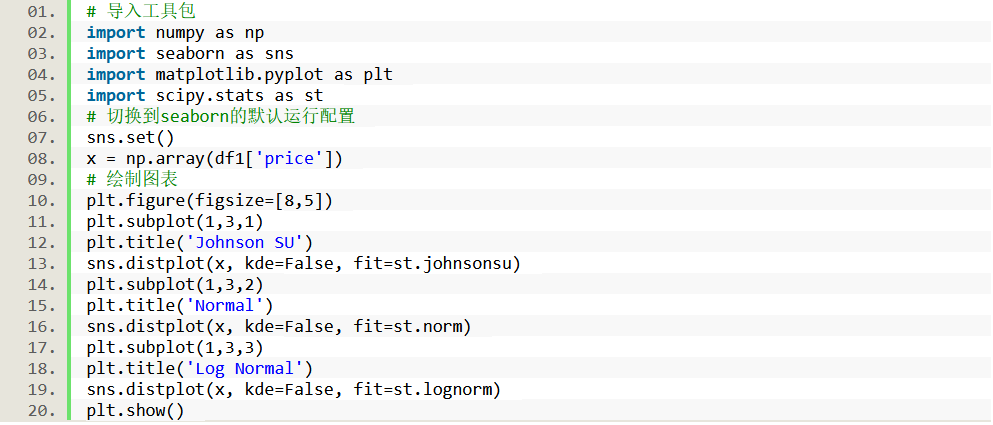 01. # 导入工具包
02. import numpy as np
03. import seaborn as sns
04. import matplotlib.pyplot as plt
05. import scipy.stats as st
06. # 切换到seaborn的默认运行配置
07. sns.set()
08. x = np.array(df1['price'])
09. # 绘制图表
10. plt.figure(figsize=[8,5])
11. plt.subplot(1,3,1)
12. plt.title('Johnson SU')
13. sns.distplot(x, kde=False, fit=st.johnsonsu)
14. plt.subplot(1,3,2)
15. plt.title('Normal')
16. sns.distplot(x, kde=False, fit=st.norm)
17. plt.subplot(1,3,3)
18. plt.title('Log Normal')
19. sns.distplot(x, kde=False, fit=st.lognorm)
20. plt.show()